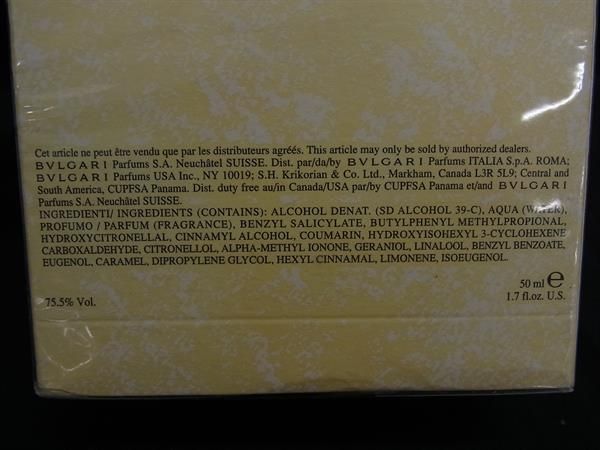 Cet article ne peut être vendu que par les distributeurs agréés. This article may only be sold by authorized dealers.
BVLGARI Parfums S.A. Neuchâtel SUISSE. Dist. par/da/by BVLGARI Parfums ITALIA S.p.A. ROMA;
BVLGARI Parfums USA Inc., NY 10019; S.H. Krikorian & Co., Markham, Canada L3R 5L9; Central and
South America, CUPFSA Panama. Dist. duty free au/in Canada/USA par/by CUPFSA Panama et/and BVLGARI
Parfums S.A. Neuchâtel SUISSE.
INGREDIENTI/ INGREDIENTS (CONTAINS): ALCOHOL DENAT. (SD ALCOHOL 39-C), AQUA (WATER),
PROFUMO / PARFUM (FRAGRANCE), BENZYL SALICYLATE, BUTYLPHENYL METHYLPROPIONAL,
HYDROXYCITRONELLAL, CINNAMYL ALCOHOL, COUMARIN, HYDROXYISOHEXYL 3-CYCLOHEXENE
CARBOXALDEHYDE, CITRONELLOL, ALPHA-METHYL IONONE, GERANIOL, LINALOOL, BENZYL BENZOATE,
EUGENOL, CARAMEL, DIPROPYLENE GLYCOL, HEXYL CINNAMAL, LIMONENE, ISOEUGENOL.
50 ml e
75.5% Vol. 1.7 fl.oz. U.S.